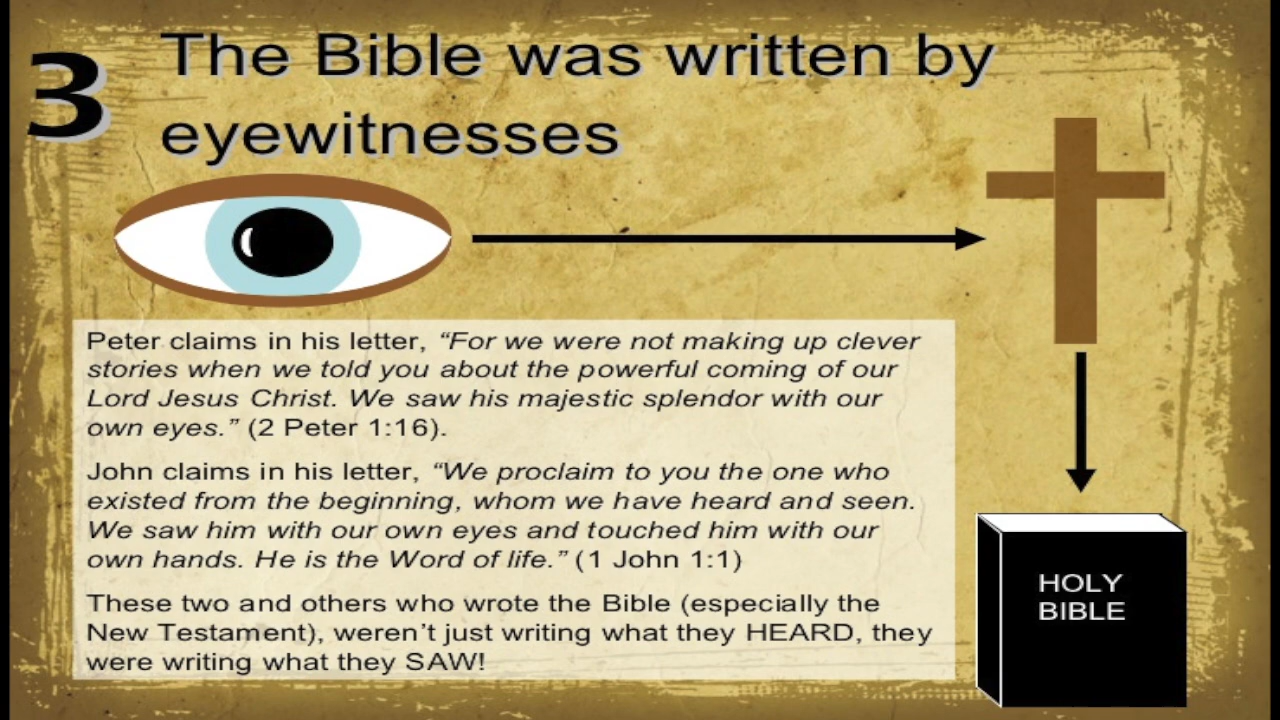 3
The Bible was written by
eyewitnesses
Peter claims in his letter, “For we were not making up clever
stories when we told you about the powerful coming of our
Lord Jesus Christ. We saw his majestic splendor with our
own eyes.” (2 Peter 1:16).
John claims in his letter, “We proclaim to you the one who
existed from the beginning, whom we have heard and seen.
We saw him with our own eyes and touched him with our
own hands. He is the Word of life.” (1 John 1:1)
These two and others who wrote the Bible (especially the
New Testament), weren’t just writing what they HEARD, they
were writing what they SAW!
HOLY
BIBLE